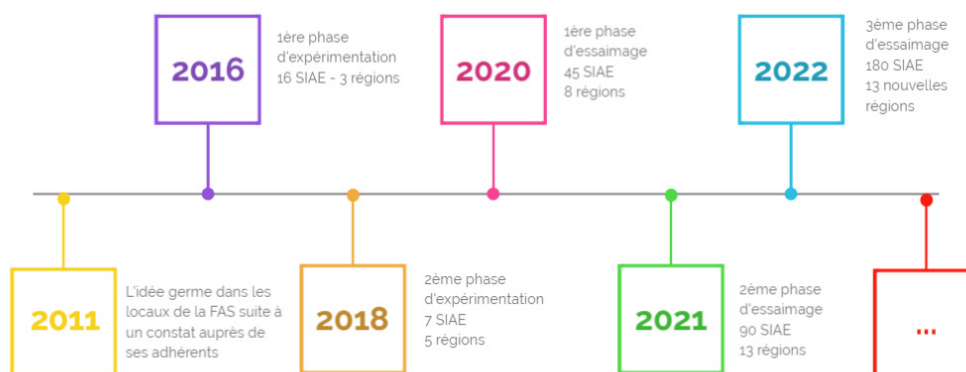 2016
1ère phase
d'expérimentation
16 SIAE - 3 régions
2020
1ère phase
d'essaimage
45 SIAE
8 régions
2022
3ème phase
d'essaimage
180 SIAE
13 nouvelles
régions
2011
L'idée germe dans les
locaux de la FAS suite à
un constat auprès de
ses adhérents
2018
2ème phase
d'expérimentation
7 SIAE
5 régions
2021
2ème phase
d'essaimage
90 SIAE
13 régions
...